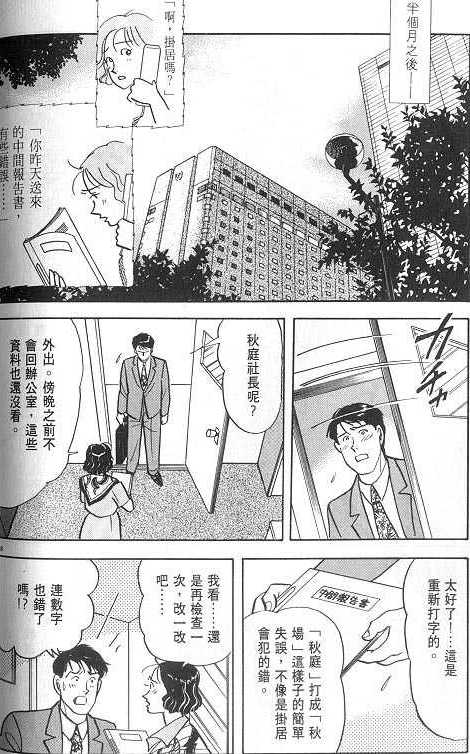 半個月之後——
「啊，掛居嗎？」
「你昨天送來
的中間報告書，
有些錯誤……」
ガチャ
秋庭社長呢？
外出。傍晚之前不
會回辦公室，這些
資料也還沒看。
太好了……這是
重新打字的。
中間報告書
「秋庭」打成「秋
場」這樣子的簡單
失誤，不像是掛居
會犯的錯。
我看……還
是再檢查一
次，改一改
吧……
連數字
也錯了
嗎!?